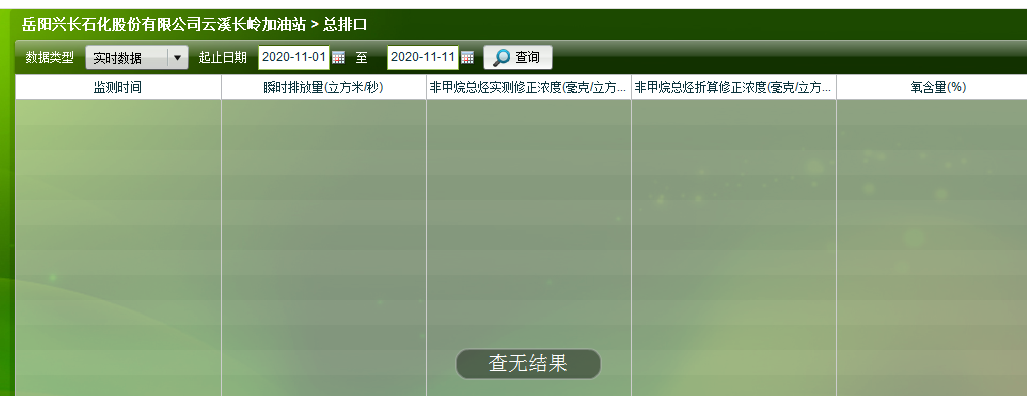 岳阳兴长石化股份有限公司云溪长岭加油站 > 总排口
数据类型 实时数据 起止日期 2020-11-01 至 2020-11-11 查询
监测时间 瞬时排放量(立方米/秒) 非甲烷总烃实测修正浓度(毫克/立方... 非甲烷总烃折算修正浓度(毫克/立方... 氧含量(%)
查无结果